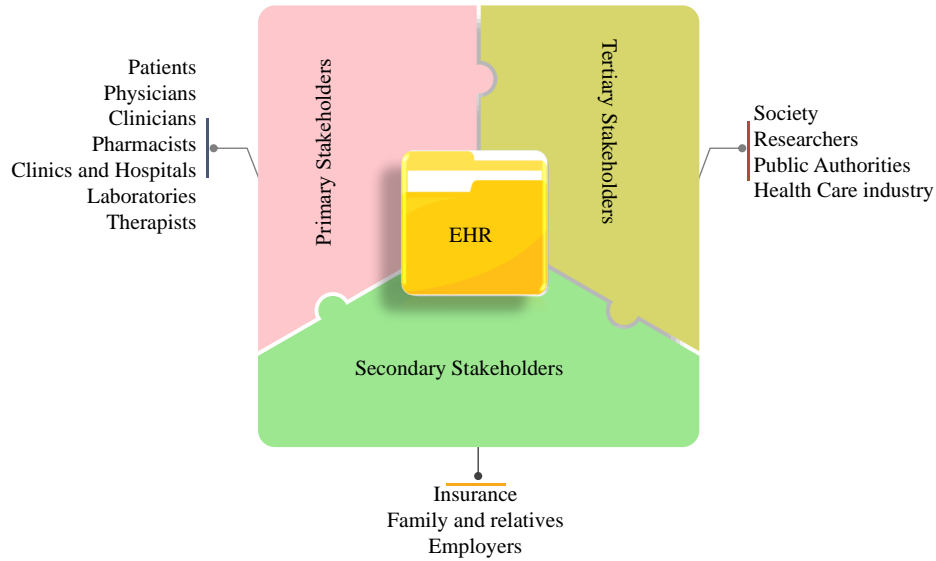 Patients
Physicians
Clinicians
Pharmacists
Clinics and Hospitals
Laboratories
Therapists
Primary Stakeholders
EHR
Tertiary Stakeholders
Society
Researchers
Public Authorities
Health Care industry
Secondary Stakeholders
Insurance
Family and relatives
Employers